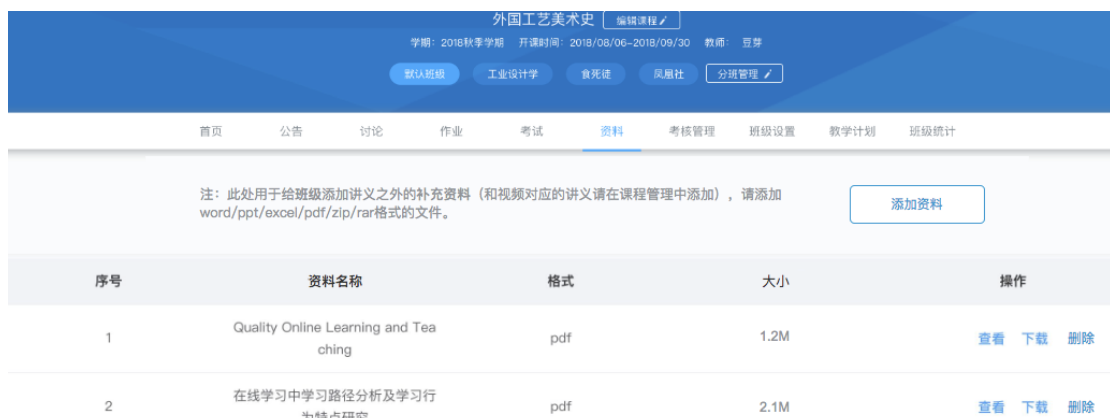 外国工艺美术史 编辑课程
学期：2018秋季学期 开课时间：2018/08/06-2018/09/30 教师： 豆芽
默认班级 工业设计学 食死徒 凤凰社 分班管理
首页 公告 讨论 作业 考试 资料 考核管理 班级设置 教学计划 班级统计
注：此处用于给班级添加讲义之外的补充资料（和视频对应的讲义请在课程管理中添加），请添加
word/ppt/excel/pdf/zip/rar格式的文件。
添加资料
序号 资料名称 格式 大小 操作
1 Quality Online Learning and Tea
ching pdf 1.2M 查看 下载 删除
2 在线学习中学习路径分析及学习行
为特点研究 pdf 2.1M 查看 下载 删除